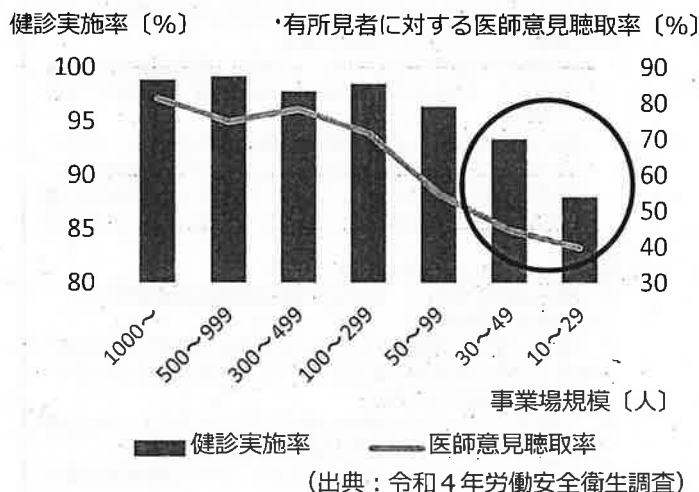 健診実施率〔%〕 ・有所見者に対する医師意見聴取率〔%〕
100 90
95 80
90 70
85 60
80 50
40
30
1000～ 500～999 300～499 100～299 50～99 30～49 10～29
事業場規模〔人〕
健診実施率 医師意見聴取率
（出典：令和４年労働安全衛生調査）